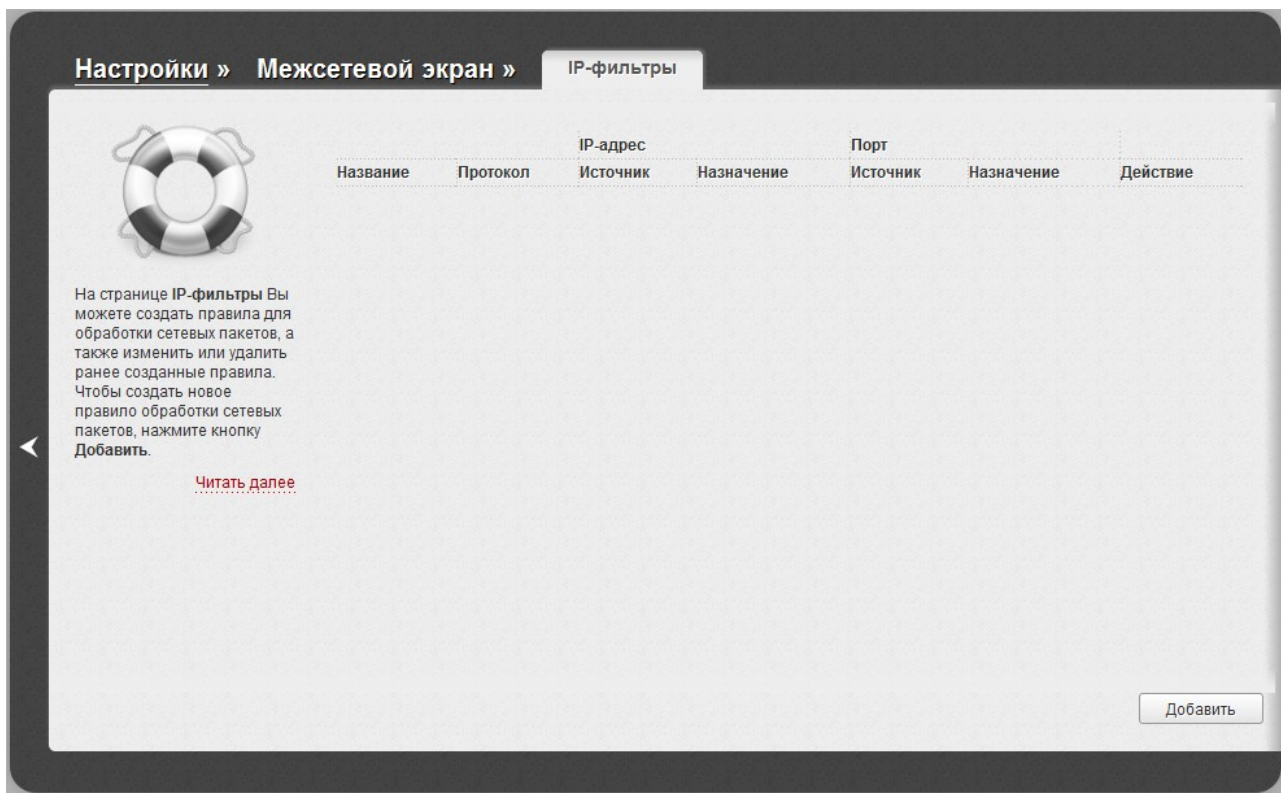 Настройки » Межсетевой экран » IP-фильтры
IP-адрес Порт
Название Протокол Источник Назначение Источник Назначение Действие
На странице IP-фильтры Вы
можете создать правила для
обработки сетевых пакетов, а
также изменить или удалить
ранее созданные правила.
Чтобы создать новое
правило обработки сетевых
пакетов, нажмите кнопку
Добавить.
Читать далее
Добавить